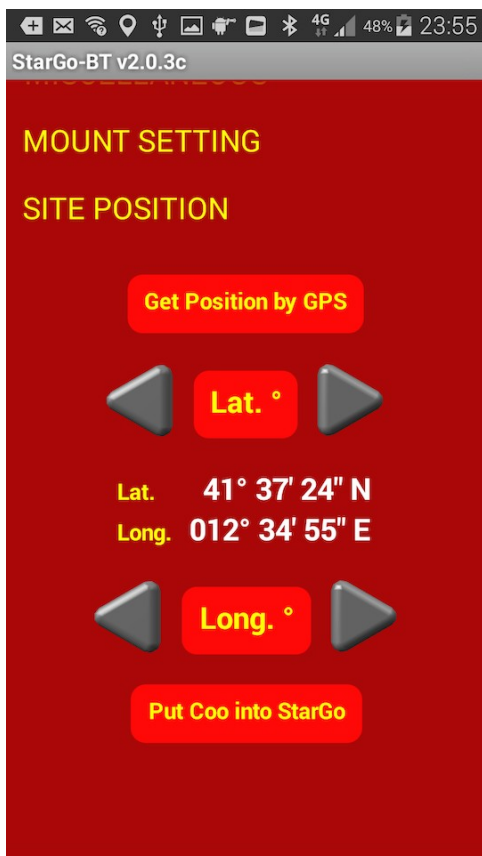 4G 48% 23:55
StarGo-BT v2.0.3c
MISCELLANEOUS
MOUNT SETTING
SITE POSITION
Get Position by GPS
Lat. °
Lat. 41° 37' 24" N
Long. 012° 34' 55" E
Long. °
Put Coo into StarGo